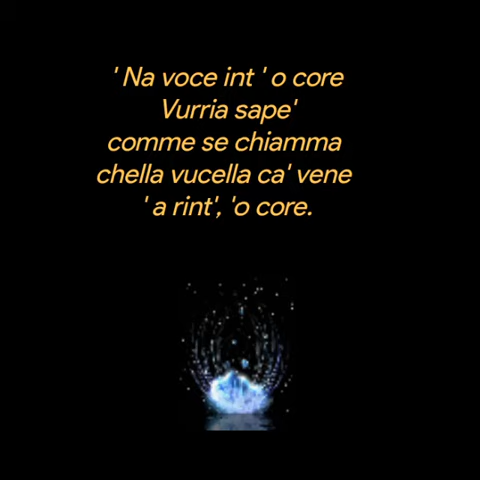 ' Na voce int ' o core
Vurria sape'
comme se chiamma
chella vucella ca' vene
' a rint', 'o core.